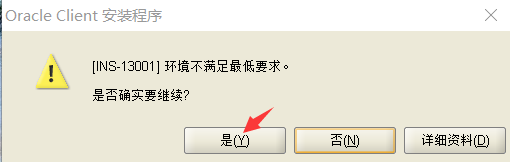 Oracle Client 安装程序
[INS-13001] 环境不满足最低要求。
是否确实要继续?
是(Y)
否(N)
详细资料(D)